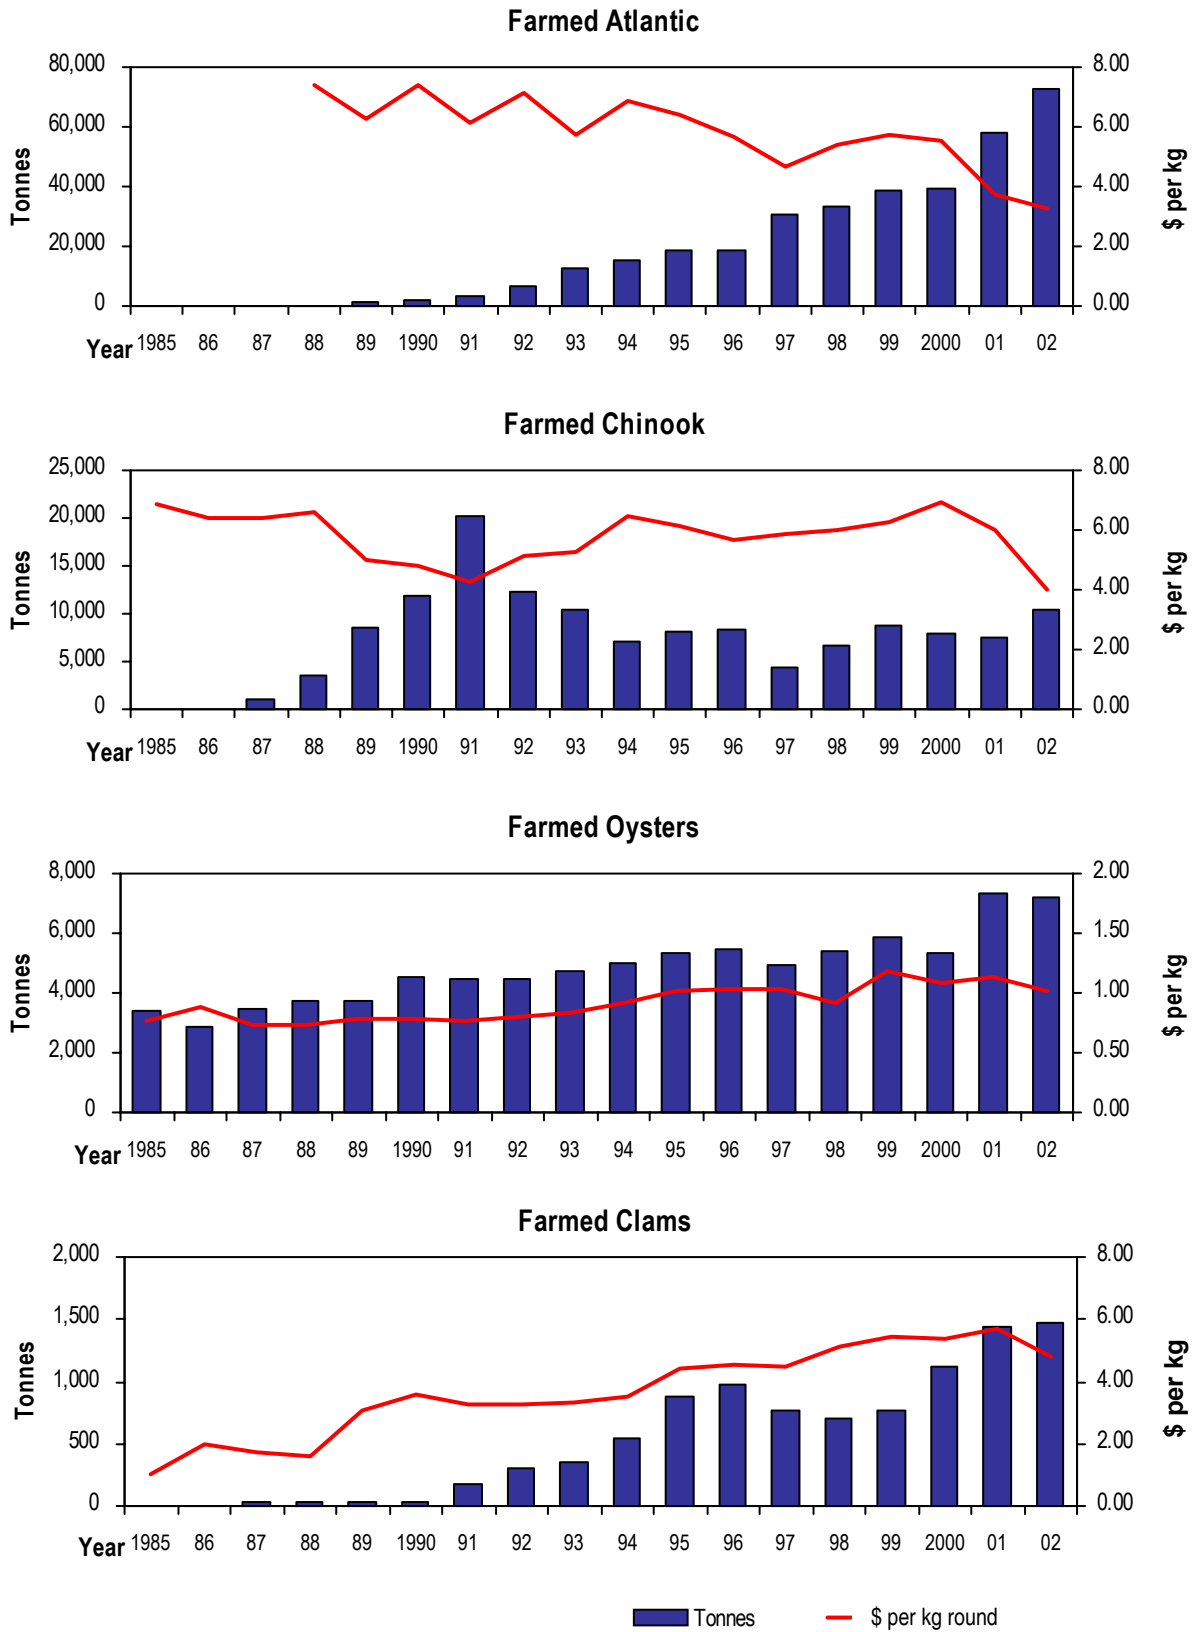 Farmed Atlantic
80,000 8.00
60,000 6.00
40,000 4.00
20,000 2.00
0 0.00
Tonnes
$ per kg
Year 1985 86 87 88 89 1990 91 92 93 94 95 96 97 98 99 2000 01 02
Farmed Chinook
25,000 8.00
20,000 6.00
15,000 4.00
10,000 2.00
5,000 0.00
0
Tonnes
$ per kg
Year 1985 86 87 88 89 1990 91 92 93 94 95 96 97 98 99 2000 01 02
Farmed Oysters
8,000 2.00
6,000 1.50
4,000 1.00
2,000 0.50
0 0.00
Tonnes
$ per kg
Year 1985 86 87 88 89 1990 91 92 93 94 95 96 97 98 99 2000 01 02
Farmed Clams
2,000 8.00
1,500 6.00
1,000 4.00
500 2.00
0 0.00
Tonnes
$ per kg
Year 1985 86 87 88 89 1990 91 92 93 94 95 96 97 98 99 2000 01 02
Tonnes $ per kg round